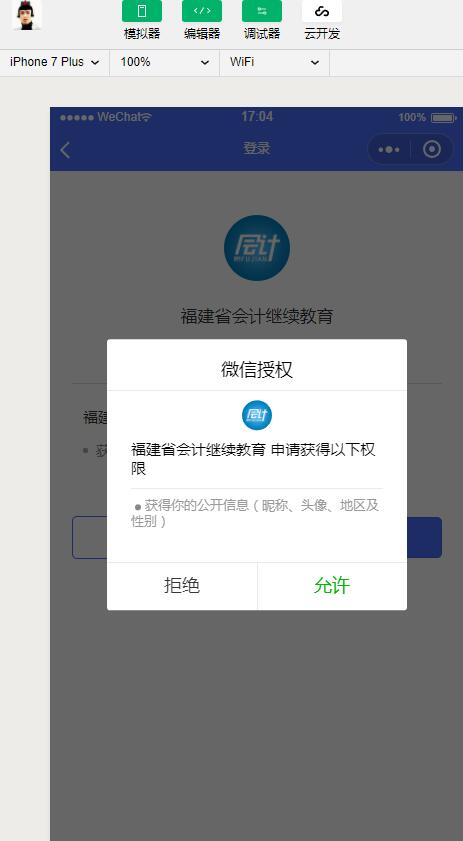 模拟器 编辑器 调试器 云开发
iPhone 7 Plus 100% WiFi
WeChat 17:04 100%
登录
会计
福建省会计继续教育
微信授权
会计
福建省会计继续教育 申请获得以下权
限
获得你的公开信息（昵称、头像、地区及
性别）
福建
获
拒绝 允许